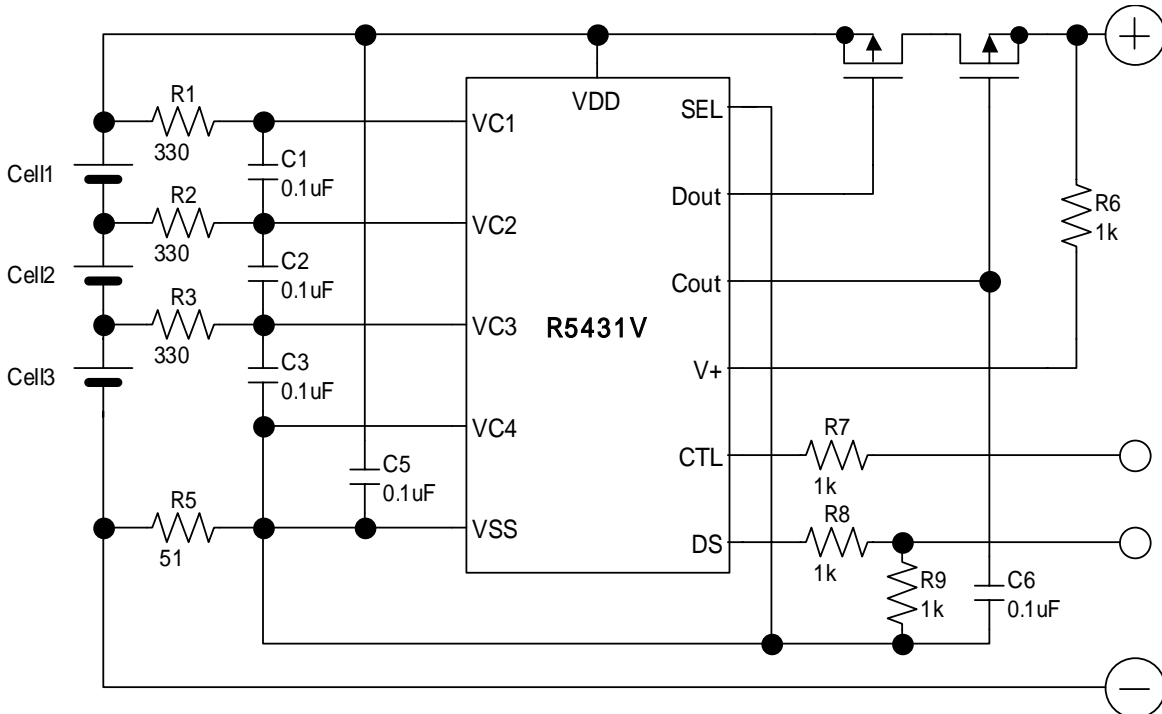 VDD
SEL
R1
330
VC1
Cell1
C1
0.1uF
Dout
R2
330
VC2
R6
1k
Cell2
C2
0.1uF
Cout
R3
330
VC3
R5431V
Cell3
C3
0.1uF
V+
VC4
R7
1k
CTL
C5
0.1uF
R5
51
VSS
R8
1k
DS
R9
1k
C6
0.1uF
+
−